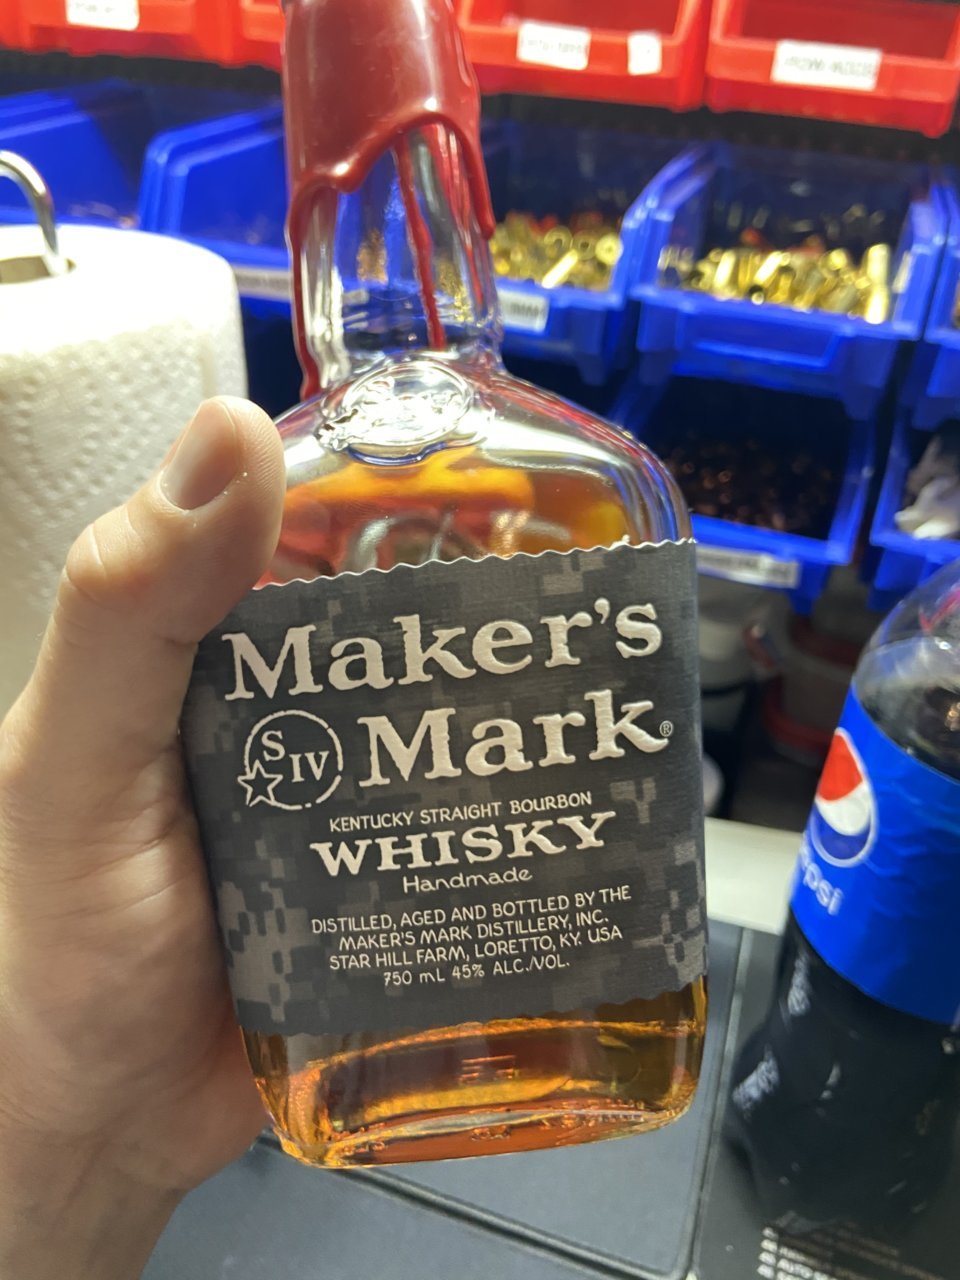 Maker's
S IV Mark®
KENTUCKY STRAIGHT BOURBON
WHISKY
Handmade
DISTILLED, AGED AND BOTTLED BY THE
MAKER'S MARK DISTILLERY, INC.
STAR HILL FARM, LORETTO, KY. USA
750 mL 45% ALC./VOL.
pepsi